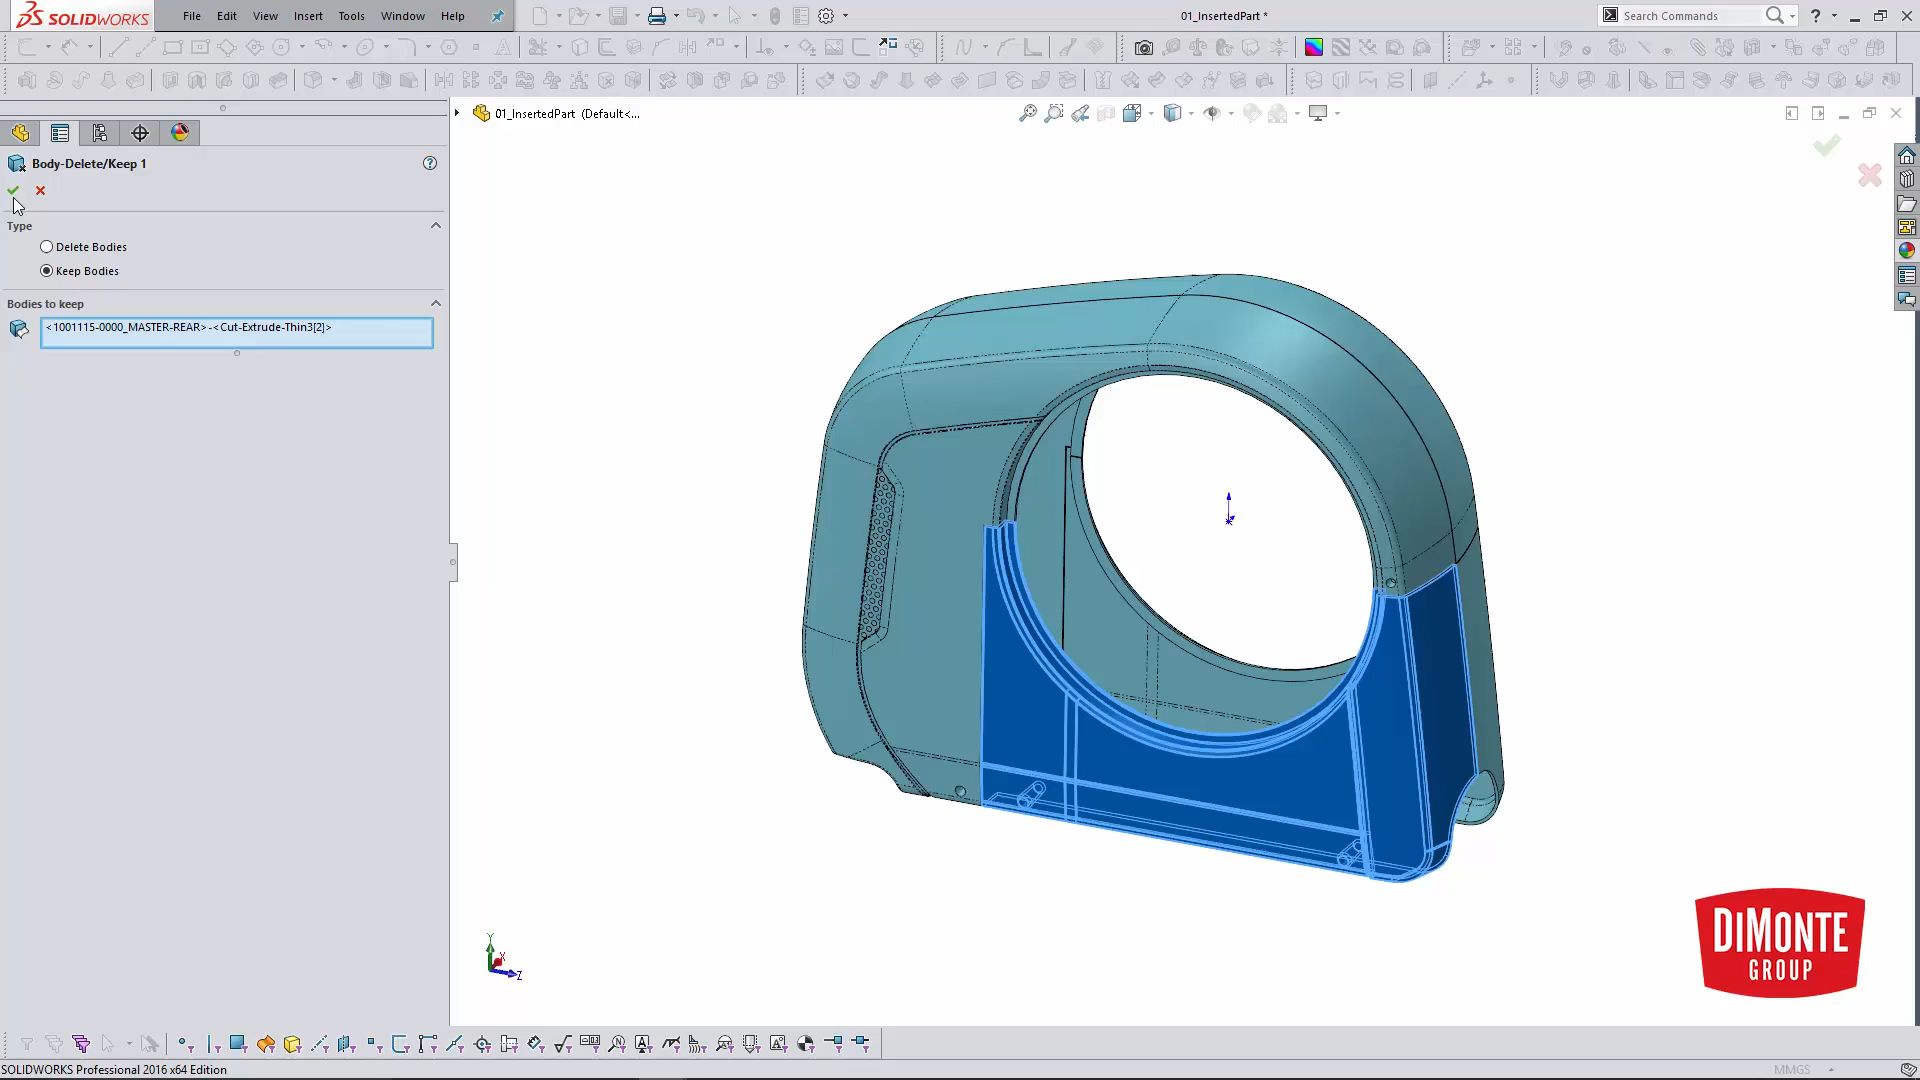 SOLIDWORKS
File Edit View Insert Tools Window Help
01_InsertedPart *
Search Commands
01_InsertedPart (Default<...
Body-Delete/Keep 1
Type
Delete Bodies
Keep Bodies
Bodies to keep
<1001115-0000_MASTER-REAR>-<Cut-Extrude-Thin3[2]>
Y
X
Z
DIMONTE
GROUP
SOLIDWORKS Professional 2016 x64 Edition
MMGS